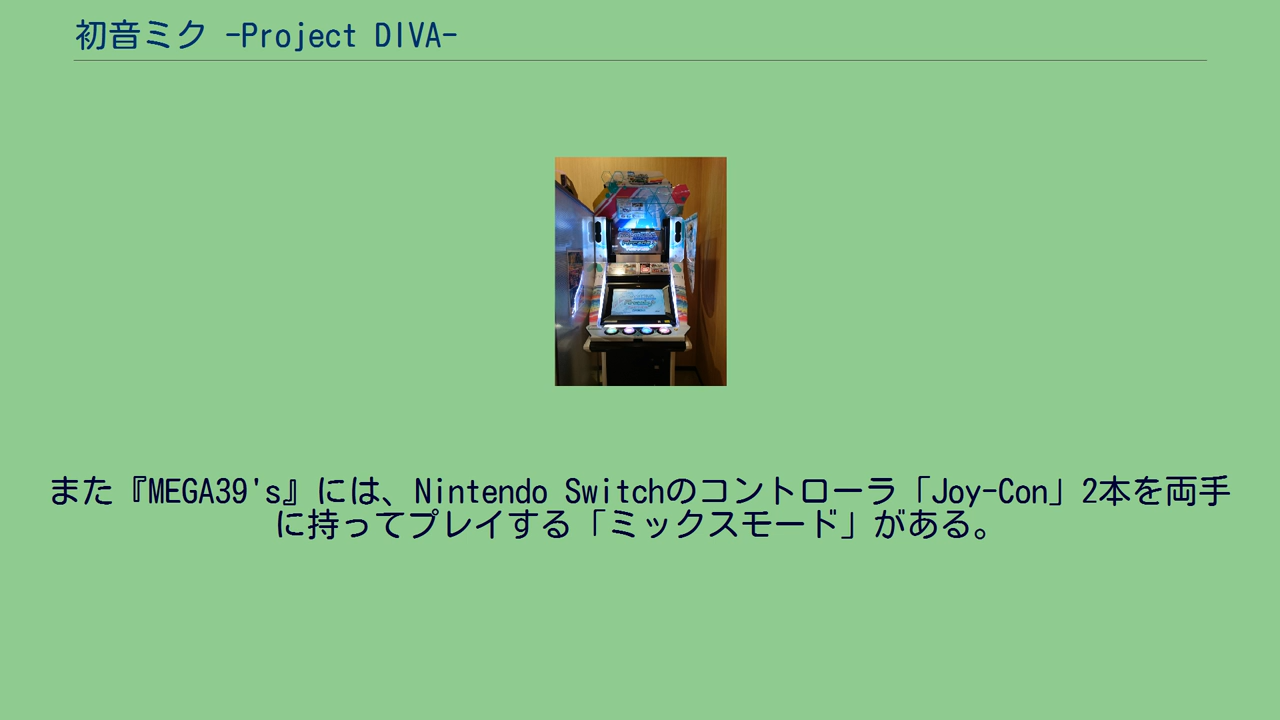 初音ミク -Project DIVA-
また『MEGA39's』には、Nintendo Switchのコントローラ「Joy-Con」2本を両手
に持ってプレイする「ミックスモード」がある。